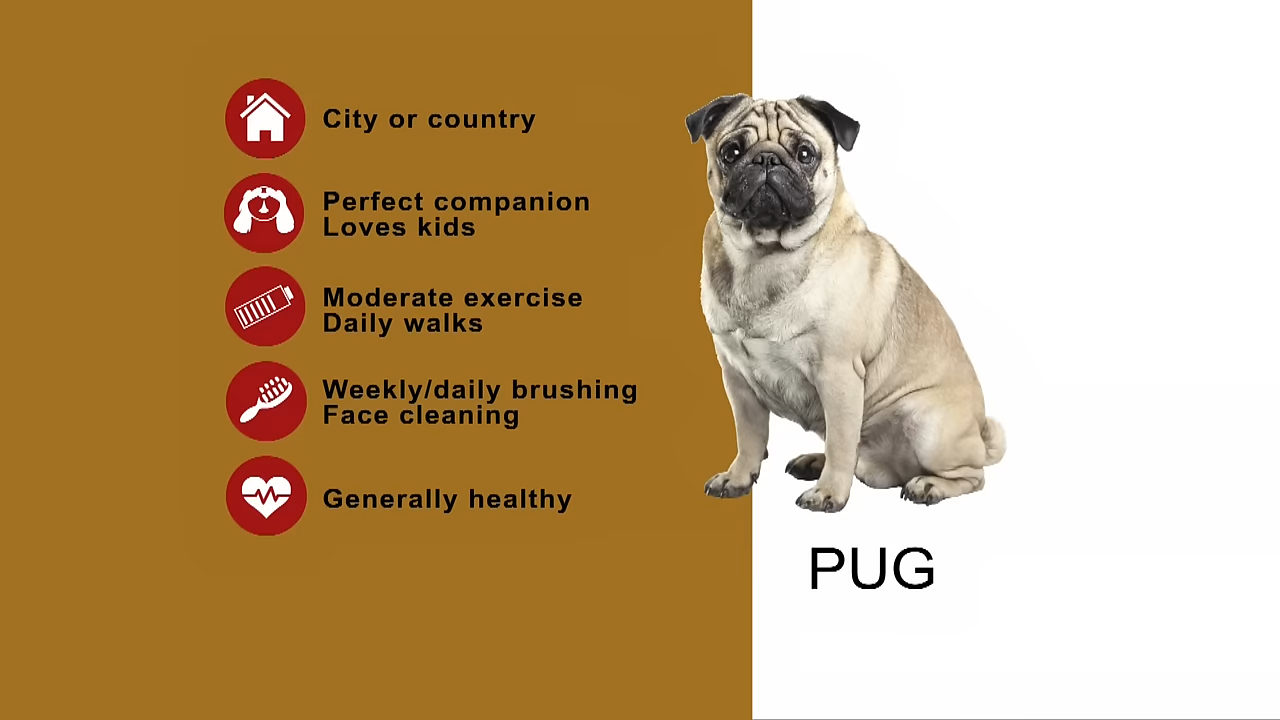 City or country
Perfect companion
Loves kids
Moderate exercise
Daily walks
Weekly/daily brushing
Face cleaning
Generally healthy
PUG